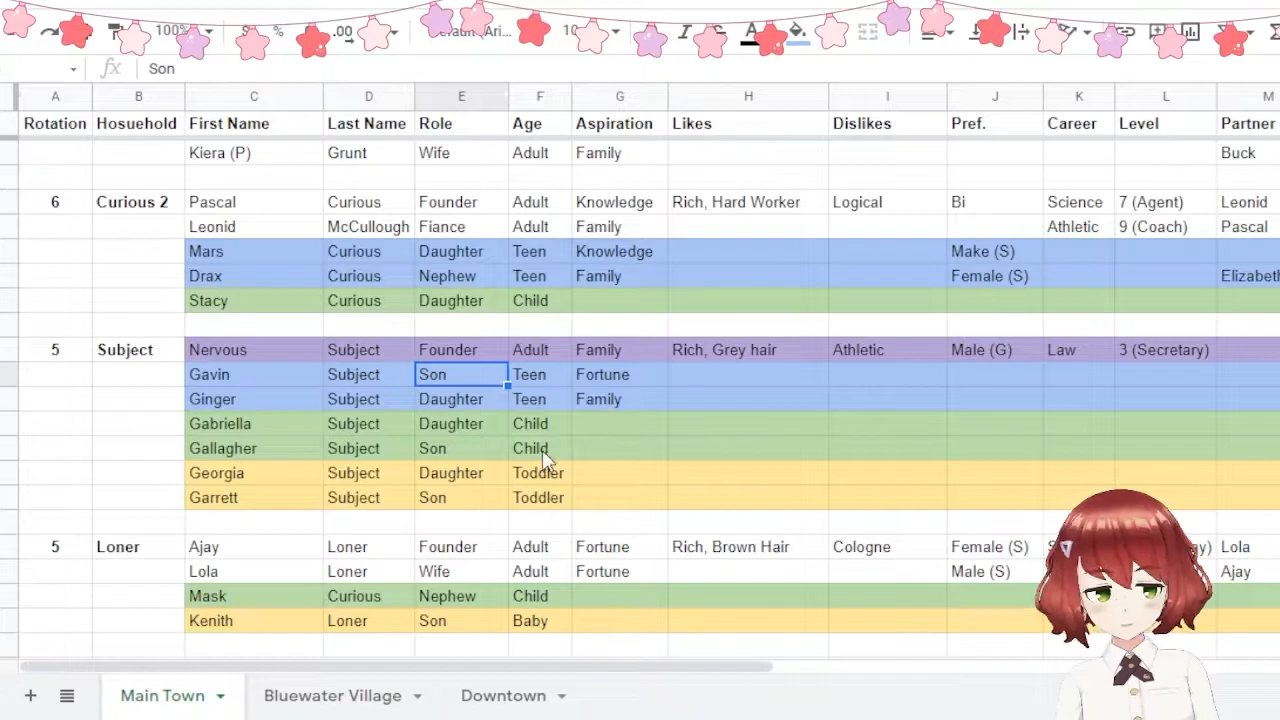 100%
%
.00
Default (Ari...
10
A
fx Son
A B C D E F G H I J K L M
Rotation Hosuehold First Name Last Name Role Age Aspiration Likes Dislikes Pref. Career Level Partner
Kiera (P) Grunt Wife Adult Family Buck
6 Curious 2 Pascal Curious Founder Adult Knowledge Rich, Hard Worker Logical Bi Science 7 (Agent) Leonid
Leonid McCullough Fiance Adult Family Athletic 9 (Coach) Pascal
Mars Curious Daughter Teen Knowledge Make (S)
Drax Curious Nephew Teen Family Female (S) Elizabeth
Stacy Curious Daughter Child
5 Subject Nervous Subject Founder Adult Family Rich, Grey hair Athletic Male (G) Law 3 (Secretary)
Gavin Subject Son Teen Fortune
Ginger Subject Daughter Teen Family
Gabriella Subject Daughter Child
Gallagher Subject Son Child
Georgia Subject Daughter Toddler
Garrett Subject Son Toddler
5 Loner Ajay Loner Founder Adult Fortune Rich, Brown Hair Cologne Female (S) Lola
Lola Loner Wife Adult Fortune Male (S) Ajay
Mask Curious Nephew Child
Kenith Loner Son Baby
Main Town Bluewater Village Downtown